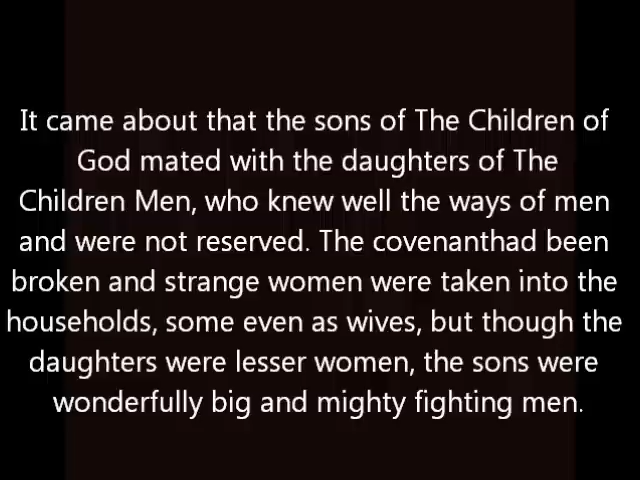 It came about that the sons of The Children of
God mated with the daughters of The
Children Men, who knew well the ways of men
and were not reserved. The covenanthad been
broken and strange women were taken into the
households, some even as wives, but though the
daughters were lesser women, the sons were
wonderfully big and mighty fighting men.